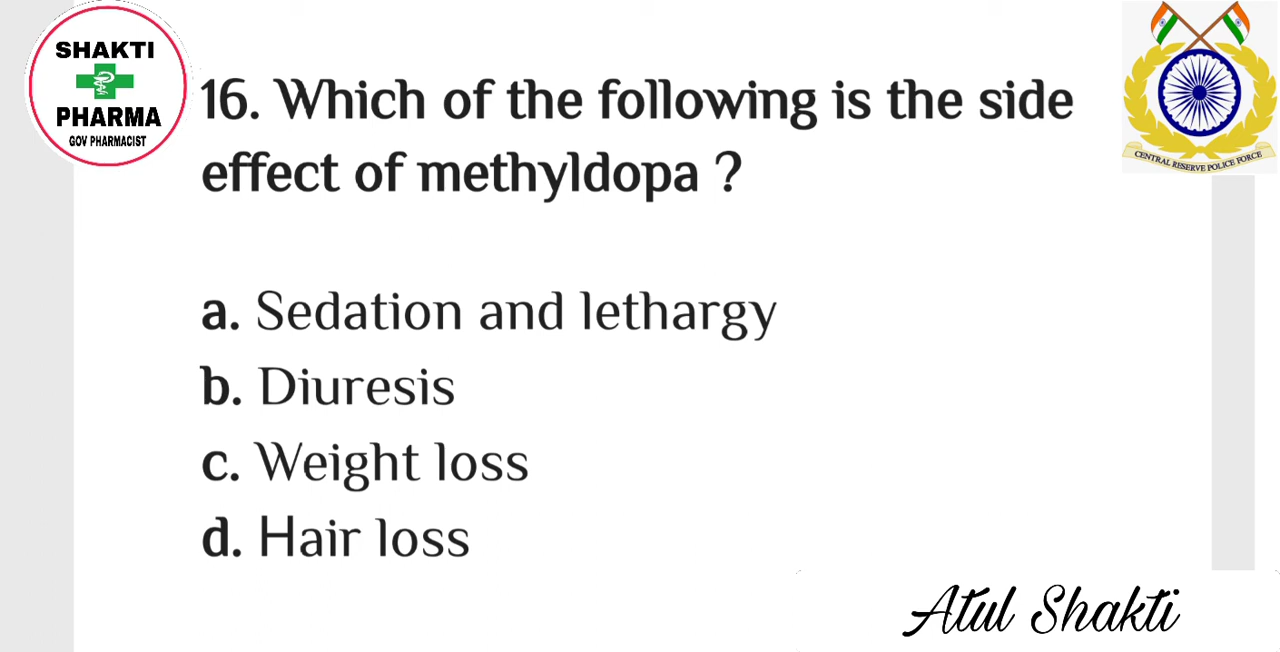 SHAKTI
PHARMA
GOV PHARMACIST
16. Which of the following is the side
effect of methyldopa ?
a. Sedation and lethargy
b. Diuresis
c. Weight loss
d. Hair loss
CENTRAL RESERVE POLICE FORCE
Atul Shakti